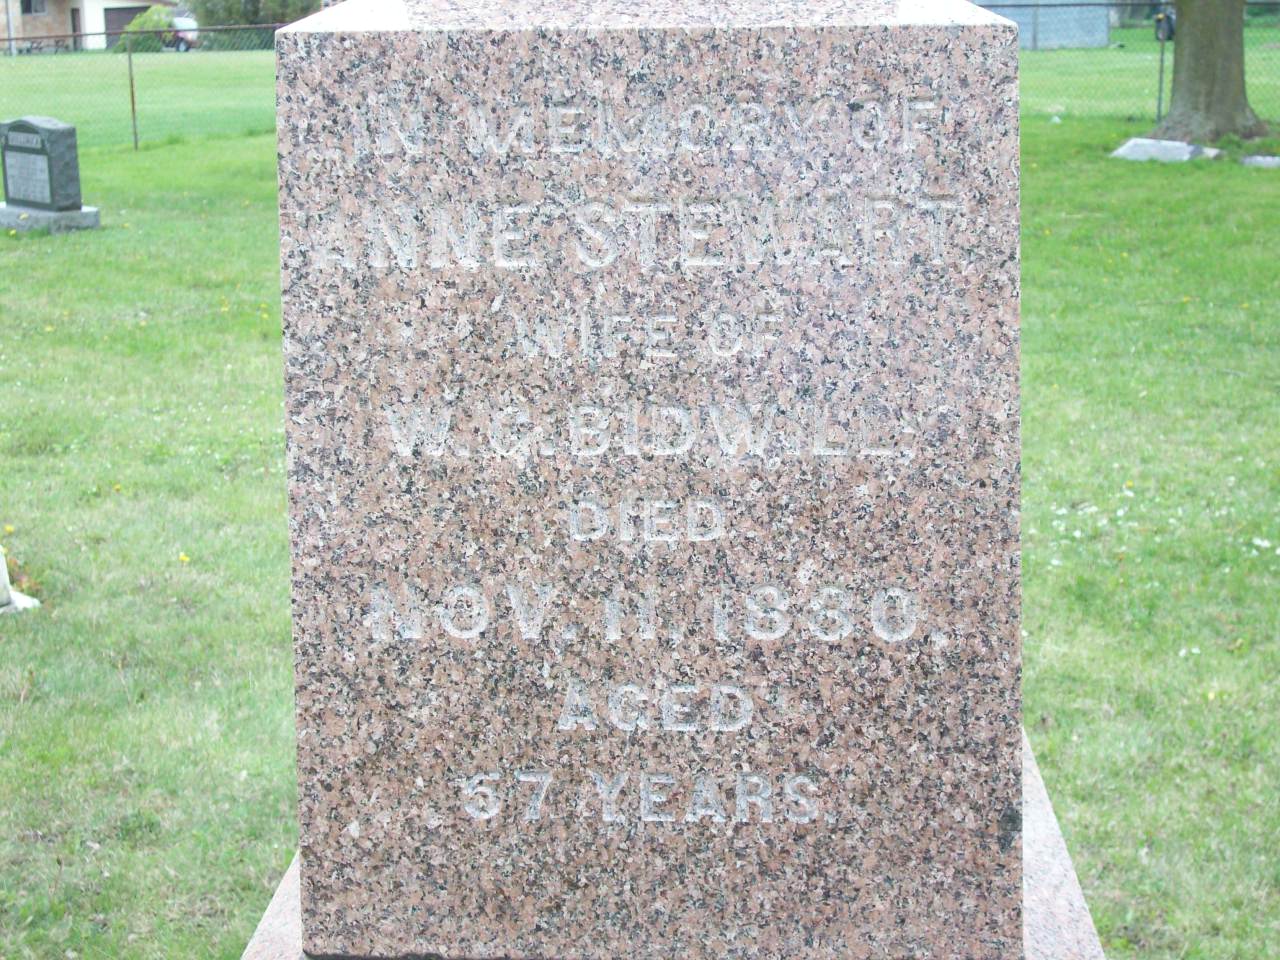 IN MEMORY OF
ANNE STEWART
WIFE OF
W. C. BIDWILL,
DIED
NOV. 11, 1880.
AGED
57 YEARS.